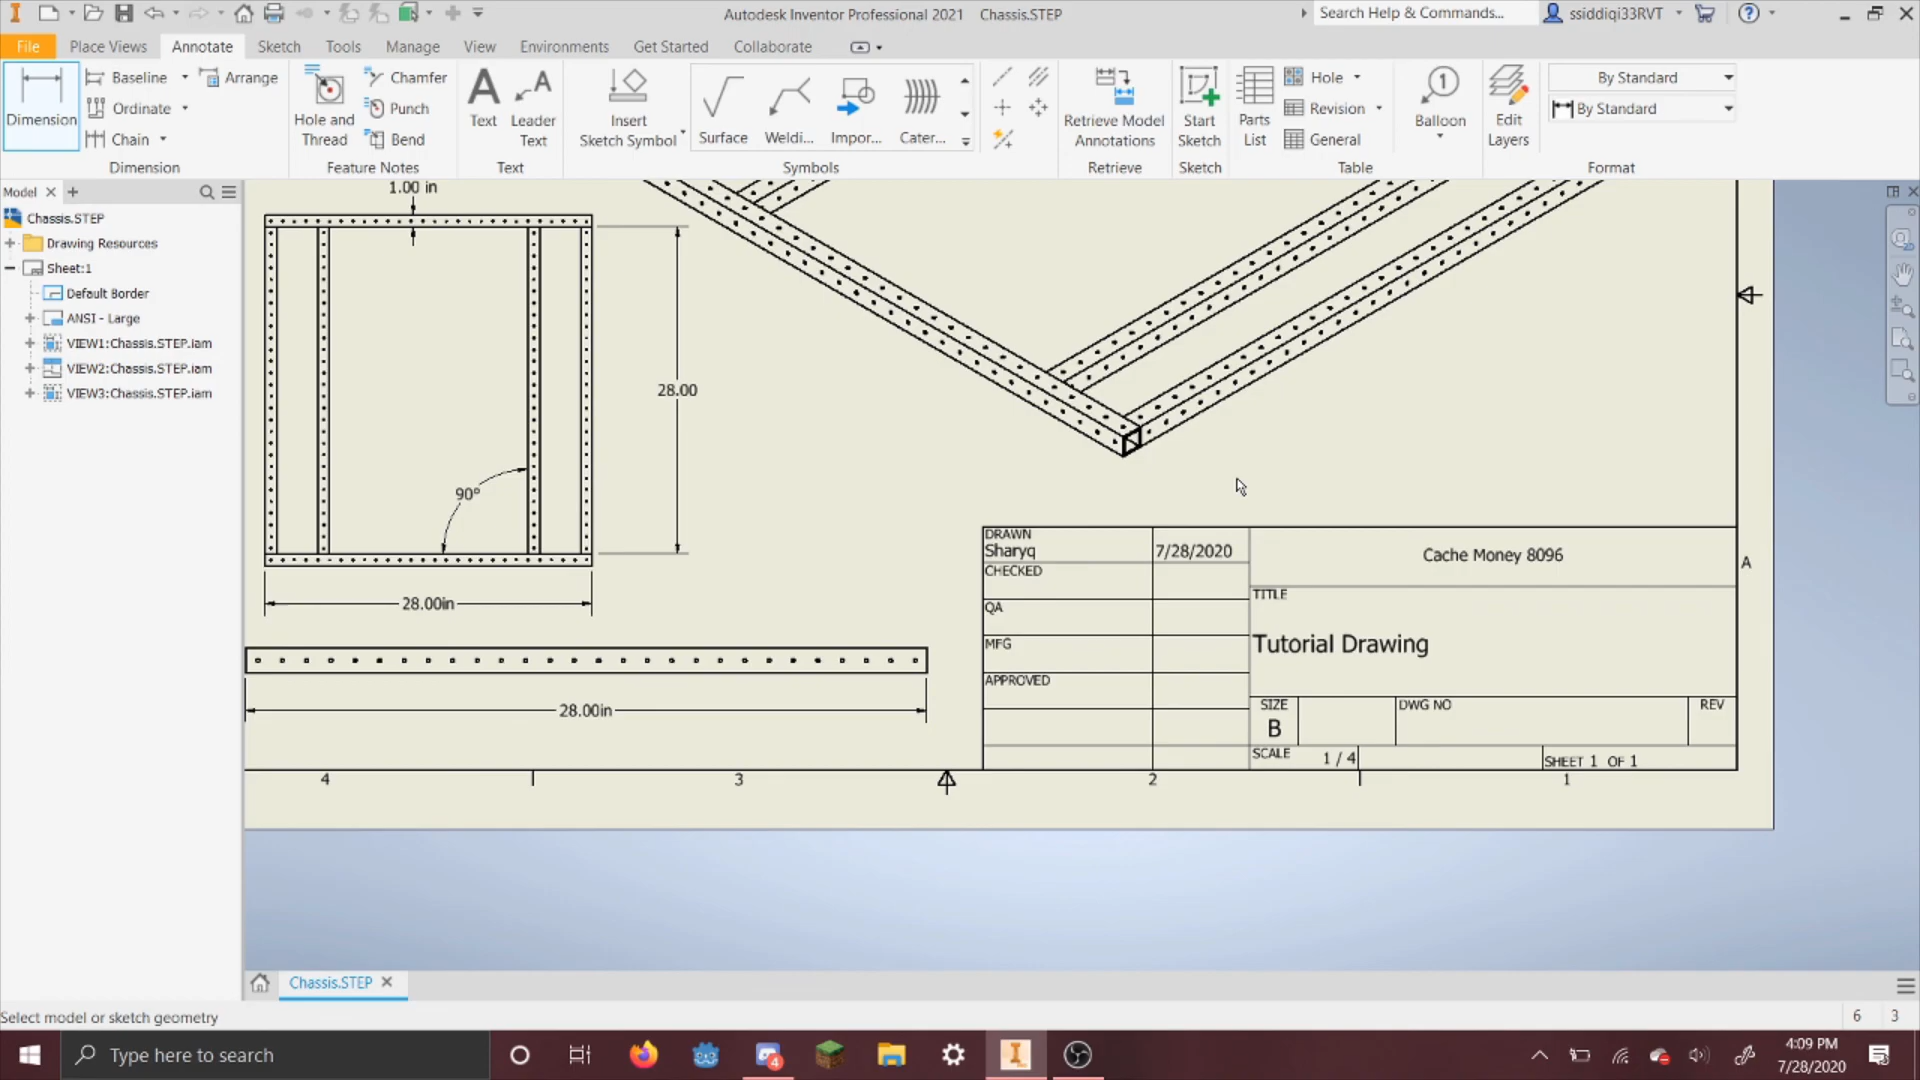 Autodesk Inventor Professional 2021 Chassis.STEP
Search Help & Commands...
ssiddiqi33RVT
File Place Views Annotate Sketch Tools Manage View Environments Get Started Collaborate
Dimension
Baseline
Ordinate
Chain
Arrange
Dimension
Hole and Thread
Chamfer
Punch
Bend
Feature Notes
Text
Leader Text
Text
Insert Sketch Symbol
Surface
Weldi...
Impor...
Cater...
Symbols
Retrieve Model Annotations
Retrieve
Start Sketch
Sketch
Parts List
Hole
Revision
General
Table
Balloon
Edit Layers
By Standard
By Standard
Format
Model
Chassis.STEP
Drawing Resources
Sheet:1
Default Border
ANSI - Large
VIEW1:Chassis.STEP.iam
VIEW2:Chassis.STEP.iam
VIEW3:Chassis.STEP.iam
1.00 in
28.00
90°
28.00in
28.00in
DRAWN
Sharyq
7/28/2020
CHECKED
QA
MFG
APPROVED
Cache Money 8096
TITLE
Tutorial Drawing
SIZE
B
DWG NO
REV
SCALE
1 / 4
SHEET 1 OF 1
A
4
3
2
1
Chassis.STEP
Select model or sketch geometry
6 3
Type here to search
4
4:09 PM
7/28/2020